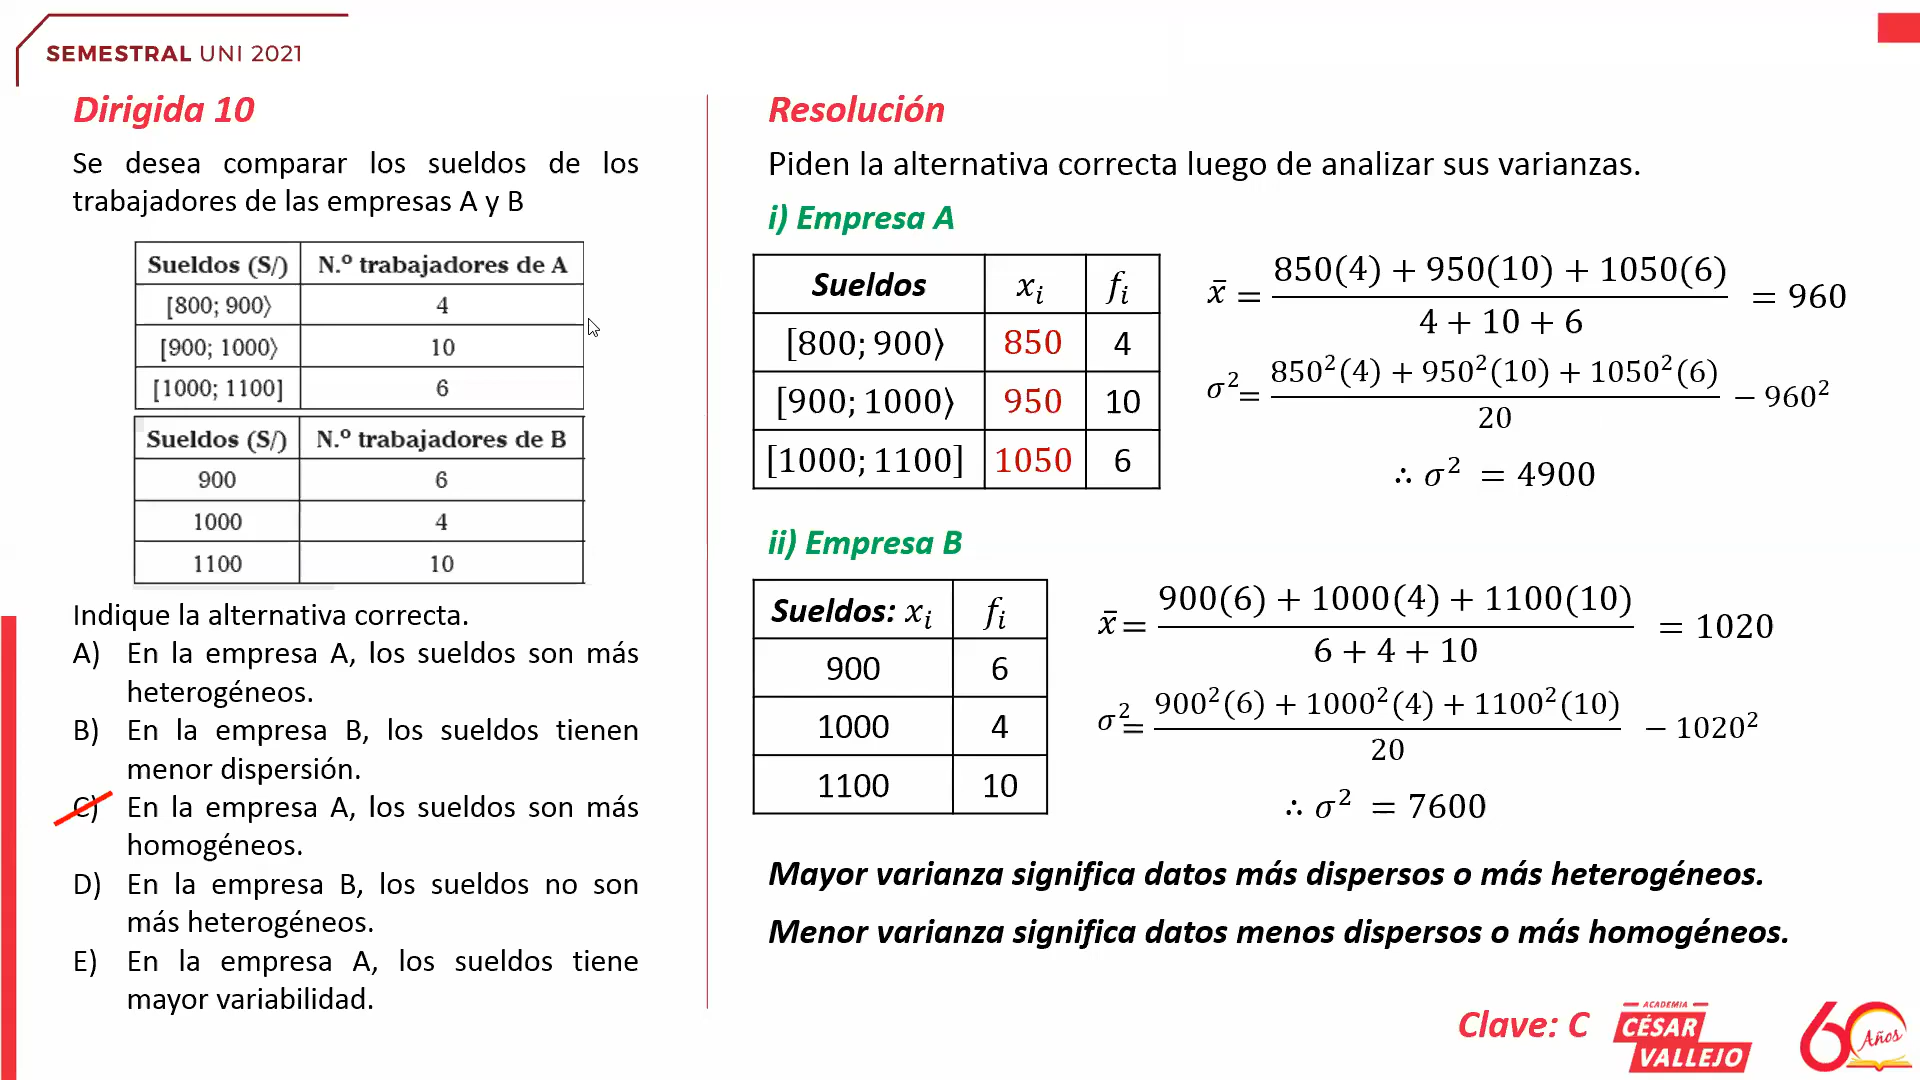 SEMESTRAL UNI 2021
Dirigida 10
Se desea comparar los sueldos de los
trabajadores de las empresas A y B
Sueldos (S/) N.º trabajadores de A
[800; 900⟩ 4
[900; 1000⟩ 10
[1000; 1100] 6
Sueldos (S/) N.º trabajadores de B
900 6
1000 4
1100 10
Indique la alternativa correcta.
A) En la empresa A, los sueldos son más
heterogéneos.
B) En la empresa B, los sueldos tienen
menor dispersión.
C) En la empresa A, los sueldos son más
homogéneos.
D) En la empresa B, los sueldos no son
más heterogéneos.
E) En la empresa A, los sueldos tiene
mayor variabilidad.
Resolución
Piden la alternativa correcta luego de analizar sus varianzas.
i) Empresa A
Sueldos xᵢ fᵢ
[800; 900⟩ 850 4
[900; 1000⟩ 950 10
[1000; 1100] 1050 6
x̄ = 850(4) + 950(10) + 1050(6) / 4 + 10 + 6 = 960
σ² = 850²(4) + 950²(10) + 1050²(6) / 20 − 960²
∴ σ² = 4900
ii) Empresa B
Sueldos: xᵢ fᵢ
900 6
1000 4
1100 10
x̄ = 900(6) + 1000(4) + 1100(10) / 6 + 4 + 10 = 1020
σ² = 900²(6) + 1000²(4) + 1100²(10) / 20 − 1020²
∴ σ² = 7600
Mayor varianza significa datos más dispersos o más heterogéneos.
Menor varianza significa datos menos dispersos o más homogéneos.
Clave: C
ACADEMIA
CÉSAR
VALLEJO
60 Años